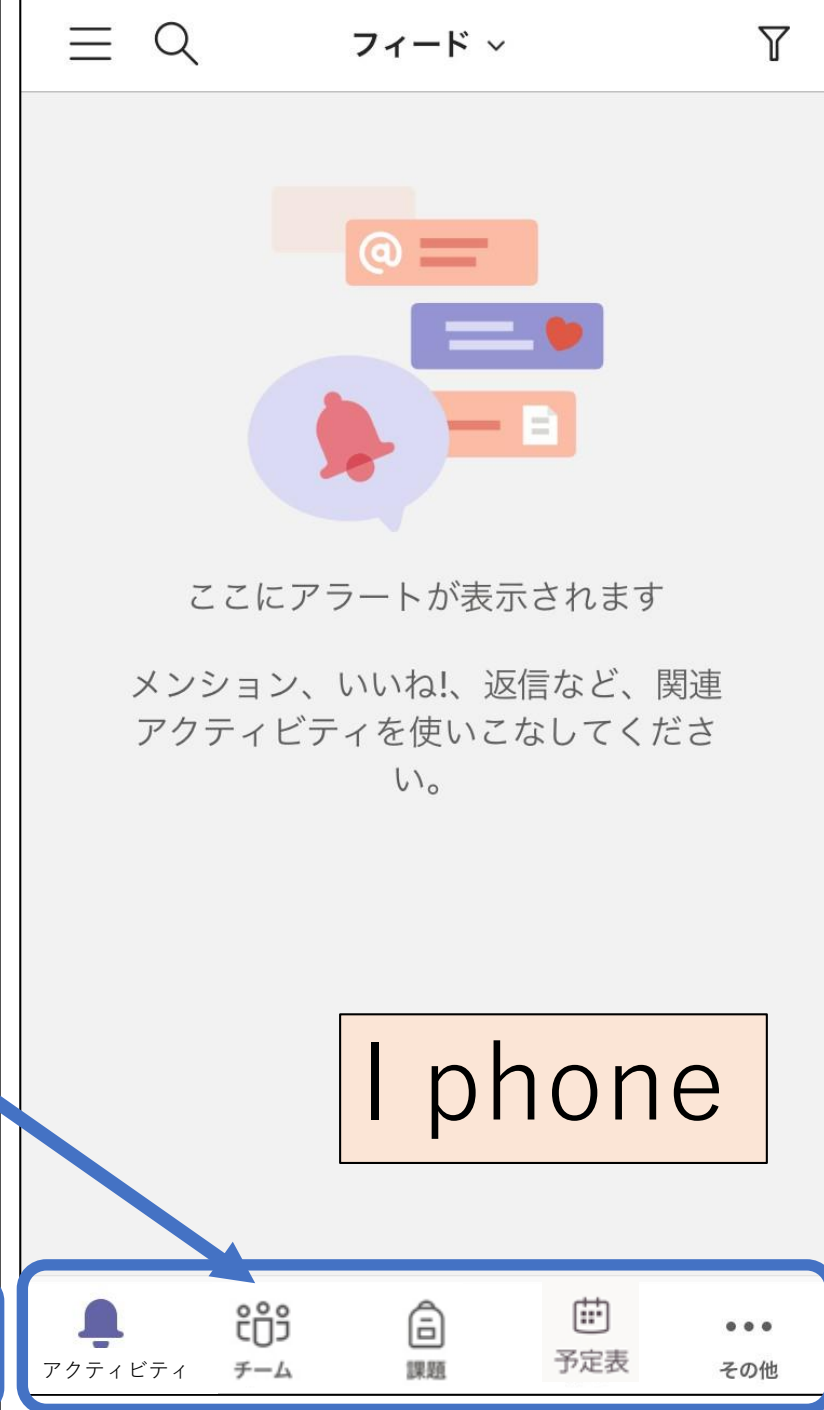 フィード
@
ここにアラートが表示されます
メンション、いいね!、返信など、関連
アクティビティを使いこなしてくださ
い。
I phone
アクティビティ
チーム
課題
予定表
その他